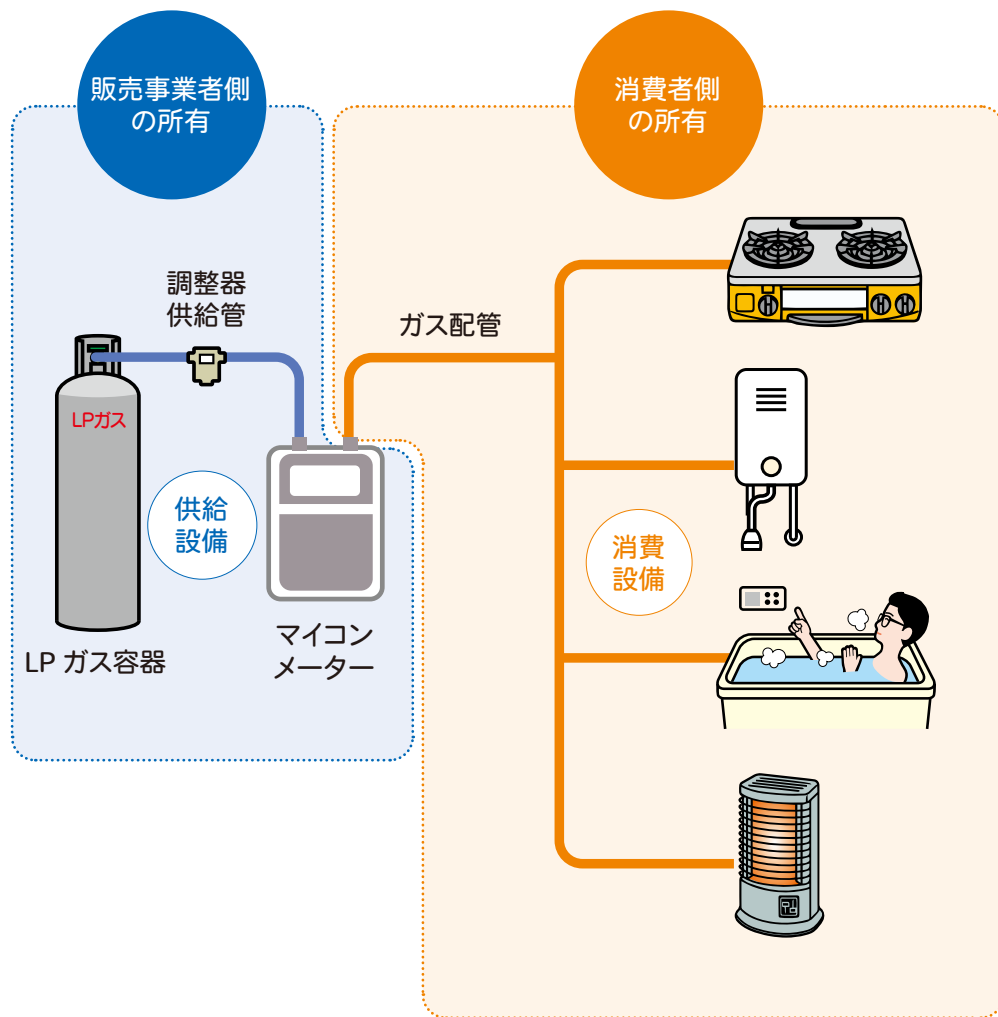 販売事業者側
の所有
消費者側
の所有
調整器
供給管
ガス配管
LPガス
供給
設備
消費
設備
マイコン
メーター
LP ガス容器